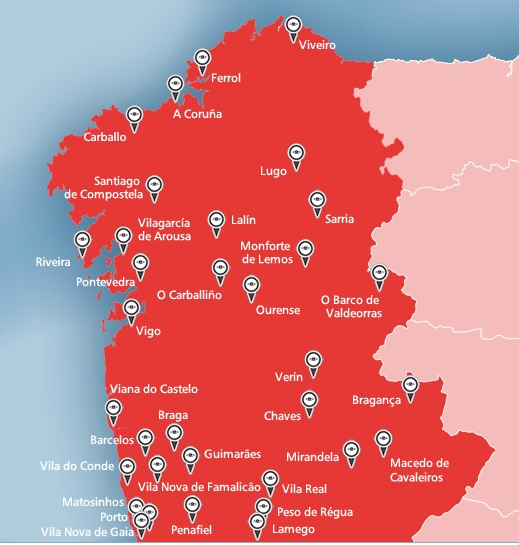 Viveiro
Ferrol
A Coruña
Carballo
Lugo
Santiago
de Compostela
Sarria
Lalín
Vilagarcía
de Arousa
Monforte
de Lemos
Riveira
Pontevedra
O Carballiño
Ourense
O Barco de
Valdeorras
Vigo
Verín
Viana do Castelo
Bragança
Chaves
Braga
Barcelos
Guimarães
Mirandela
Macedo de
Cavaleiros
Vila do Conde
Vila Nova de Famalicão
Vila Real
Matosinhos
Porto
Peso de Régua
Vila Nova de Gaia
Penafiel
Lamego